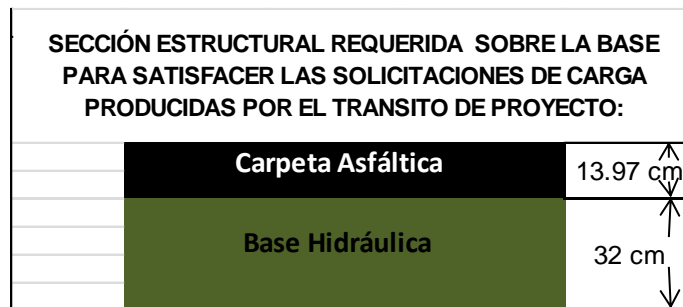 SECCIÓN ESTRUCTURAL REQUERIDA SOBRE LA BASE
PARA SATISFACER LAS SOLICITACIONES DE CARGA
PRODUCIDAS POR EL TRANSITO DE PROYECTO:
Carpeta Asfáltica
13.97 cm
Base Hidráulica
32 cm